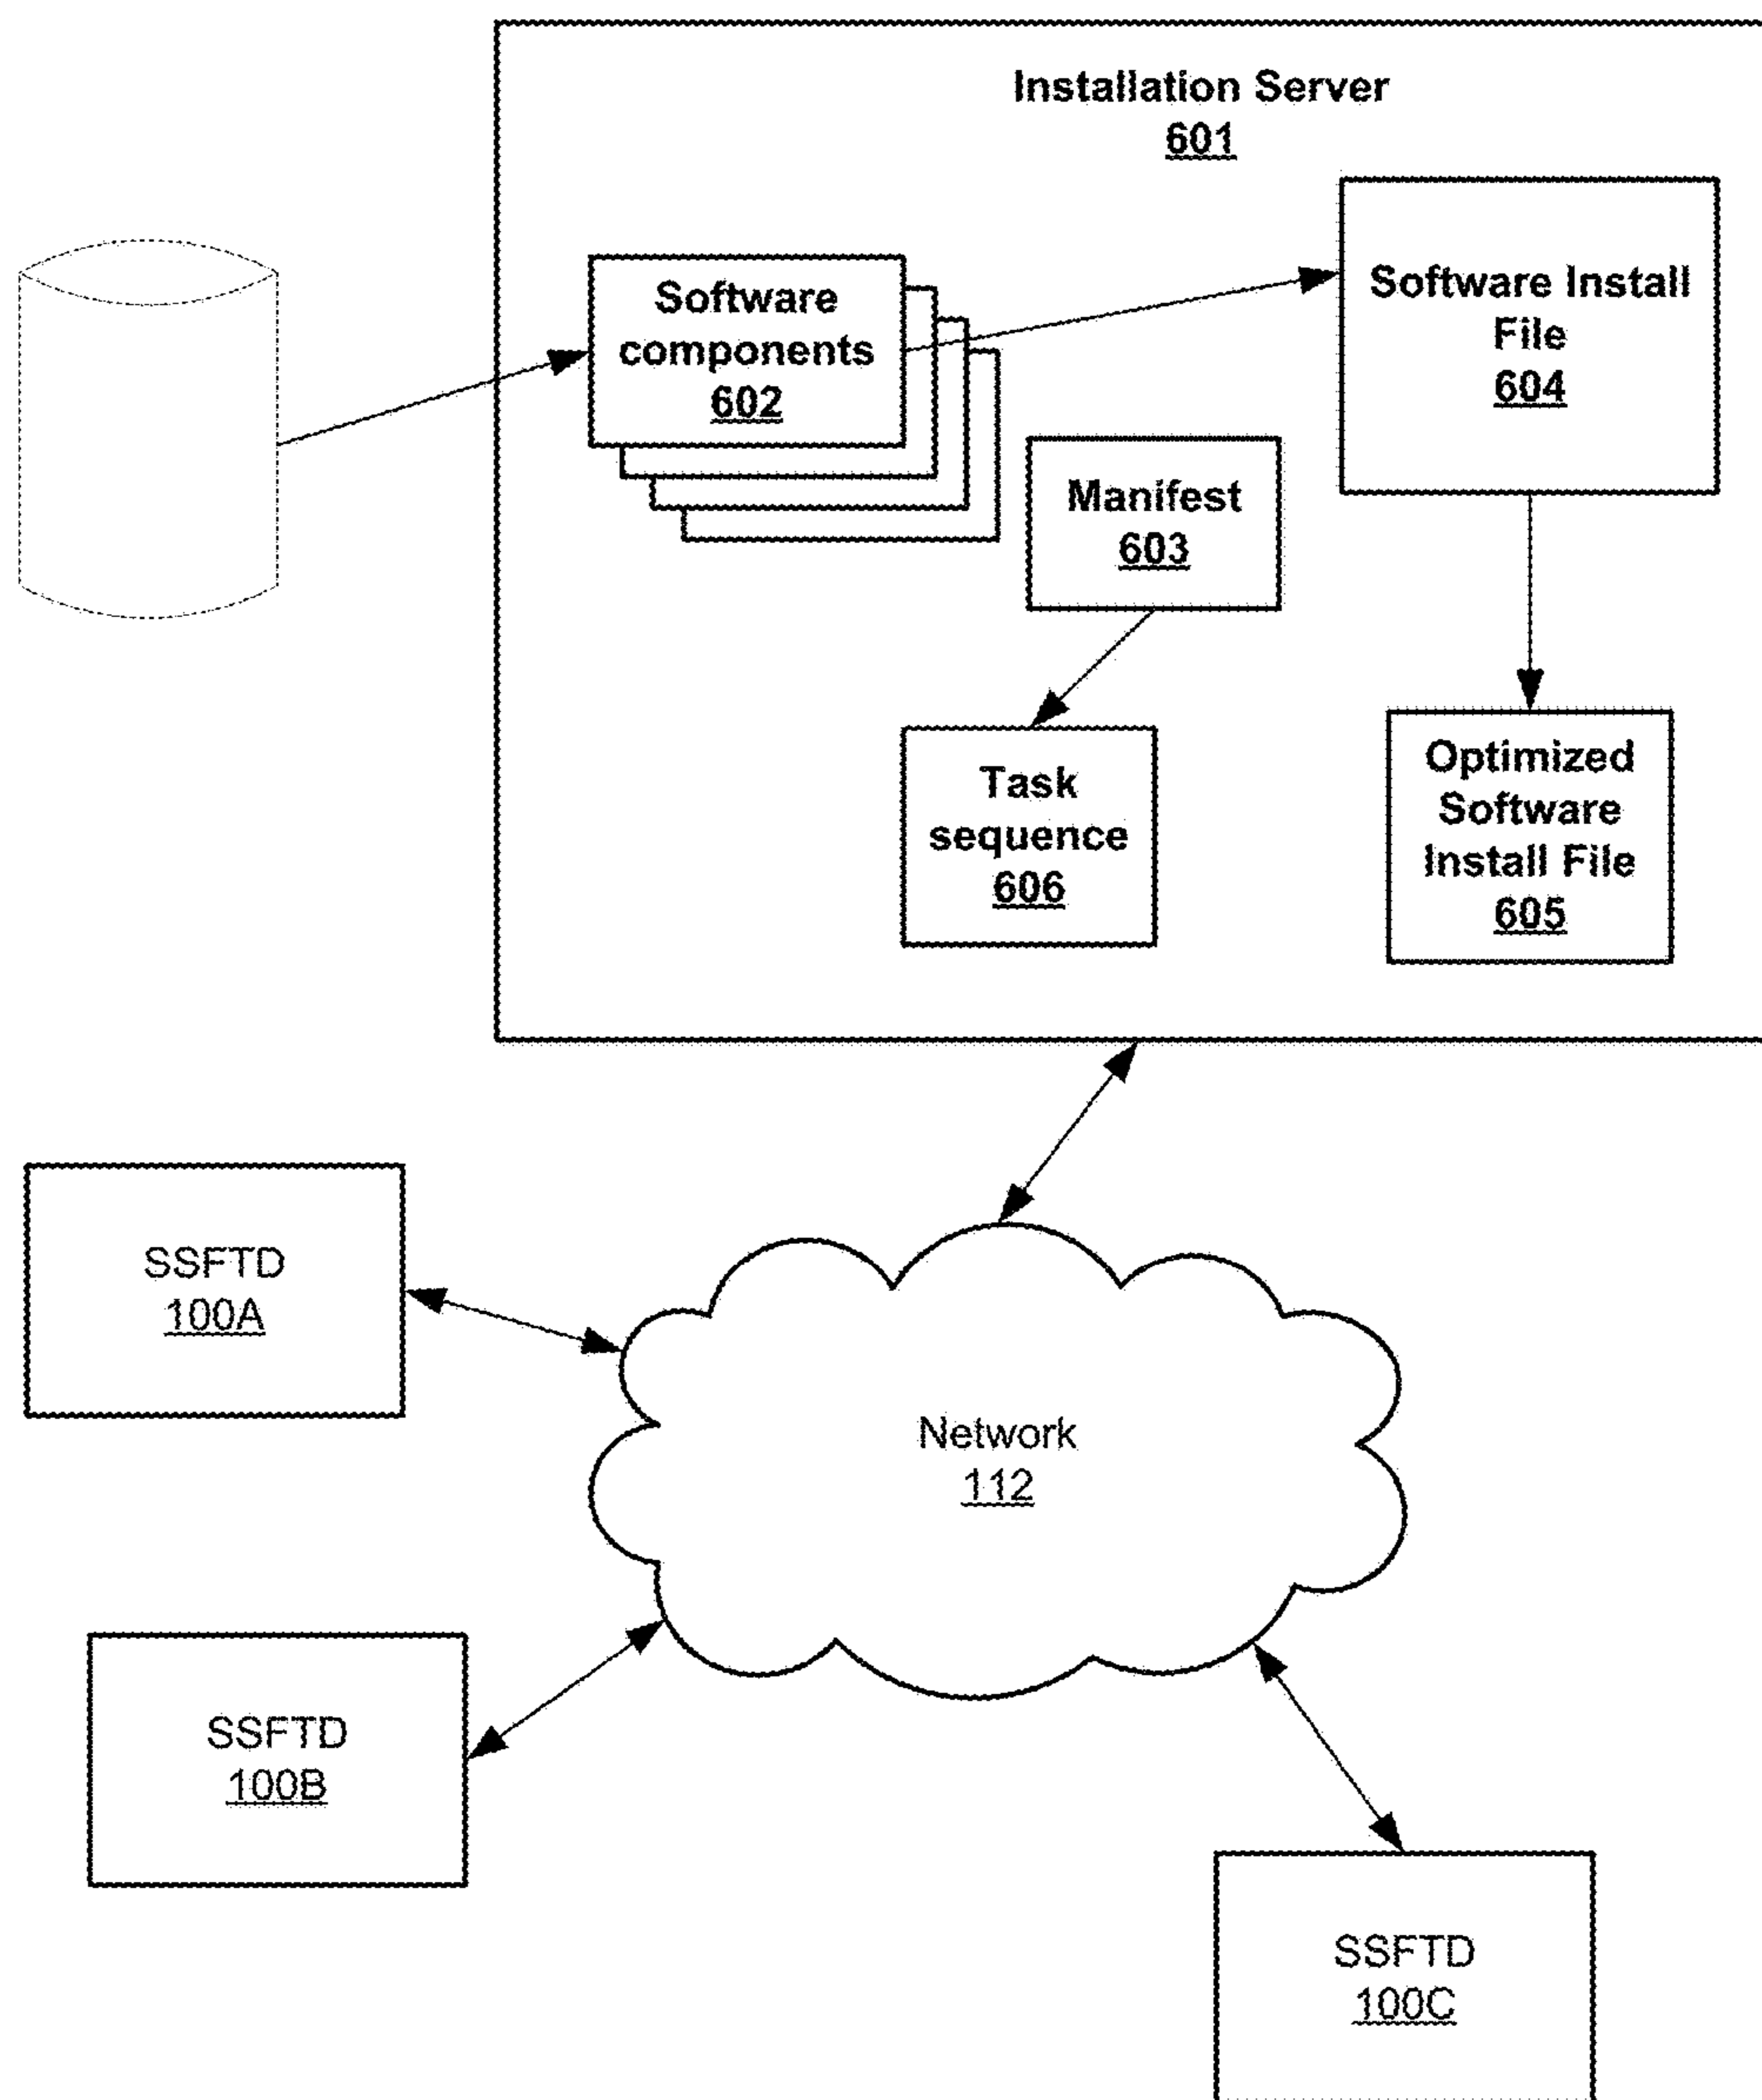 Installation Server
601
Software
components
602
Software Install
File
604
Manifest
603
Task
sequence
606
Optimized
Software
Install File
605
SSFTD
100A
Network
112
SSFTD
100B
SSFTD
100C